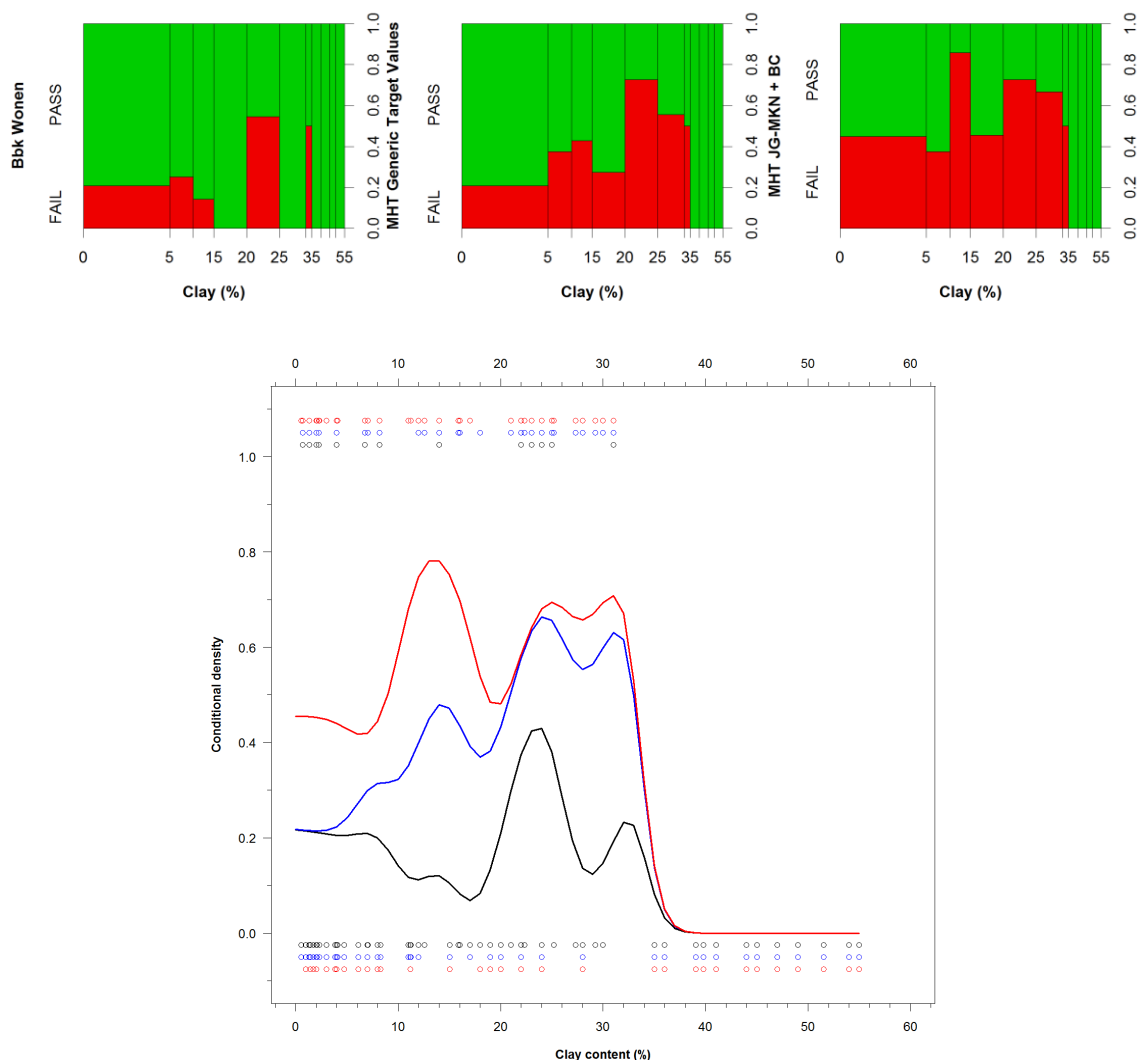 Bbk Wonen
FAIL PASS
0.0 0.2 0.4 0.6 0.8 1.0
0 5 15 20 25 35 55
Clay (%)
MHT Generic Target Values
FAIL PASS
0.0 0.2 0.4 0.6 0.8 1.0
0 5 15 20 25 35 55
Clay (%)
MHT JG-MKN + BC
FAIL PASS
0.0 0.2 0.4 0.6 0.8 1.0
0 5 15 20 25 35 55
Clay (%)
0 10 20 30 40 50 60
1.0
0.8
0.6
0.4
0.2
0.0
Conditional density
0 10 20 30 40 50 60
Clay content (%)